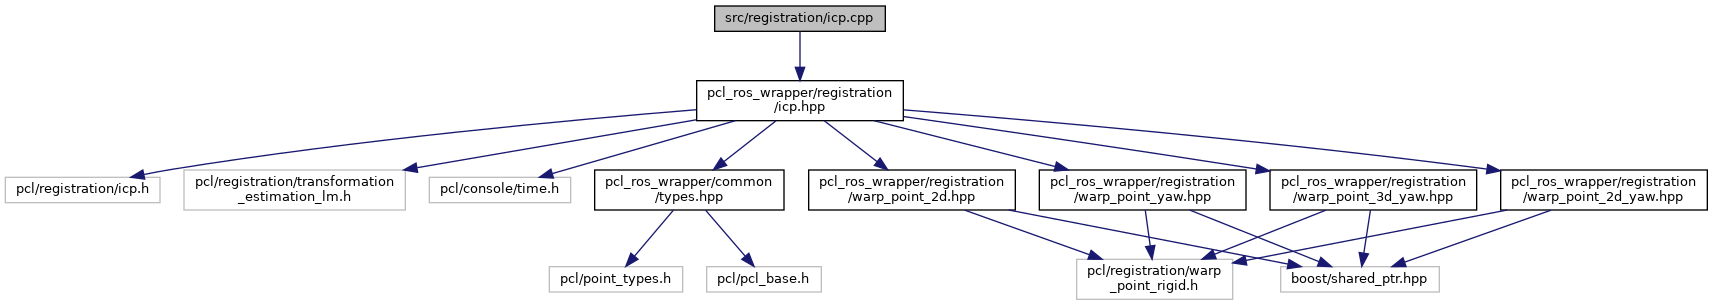 src/registration/icp.cpp
pcl_ros_wrapper/registration
/icp.hpp
pcl/registration/icp.h
pcl/registration/transformation
_estimation_lm.h
pcl/console/time.h
pcl_ros_wrapper/common
/types.hpp
pcl_ros_wrapper/registration
/warp_point_2d.hpp
pcl_ros_wrapper/registration
/warp_point_yaw.hpp
pcl_ros_wrapper/registration
/warp_point_3d_yaw.hpp
pcl_ros_wrapper/registration
/warp_point_2d_yaw.hpp
pcl/point_types.h
pcl/pcl_base.h
pcl/registration/warp
_point_rigid.h
boost/shared_ptr.hpp